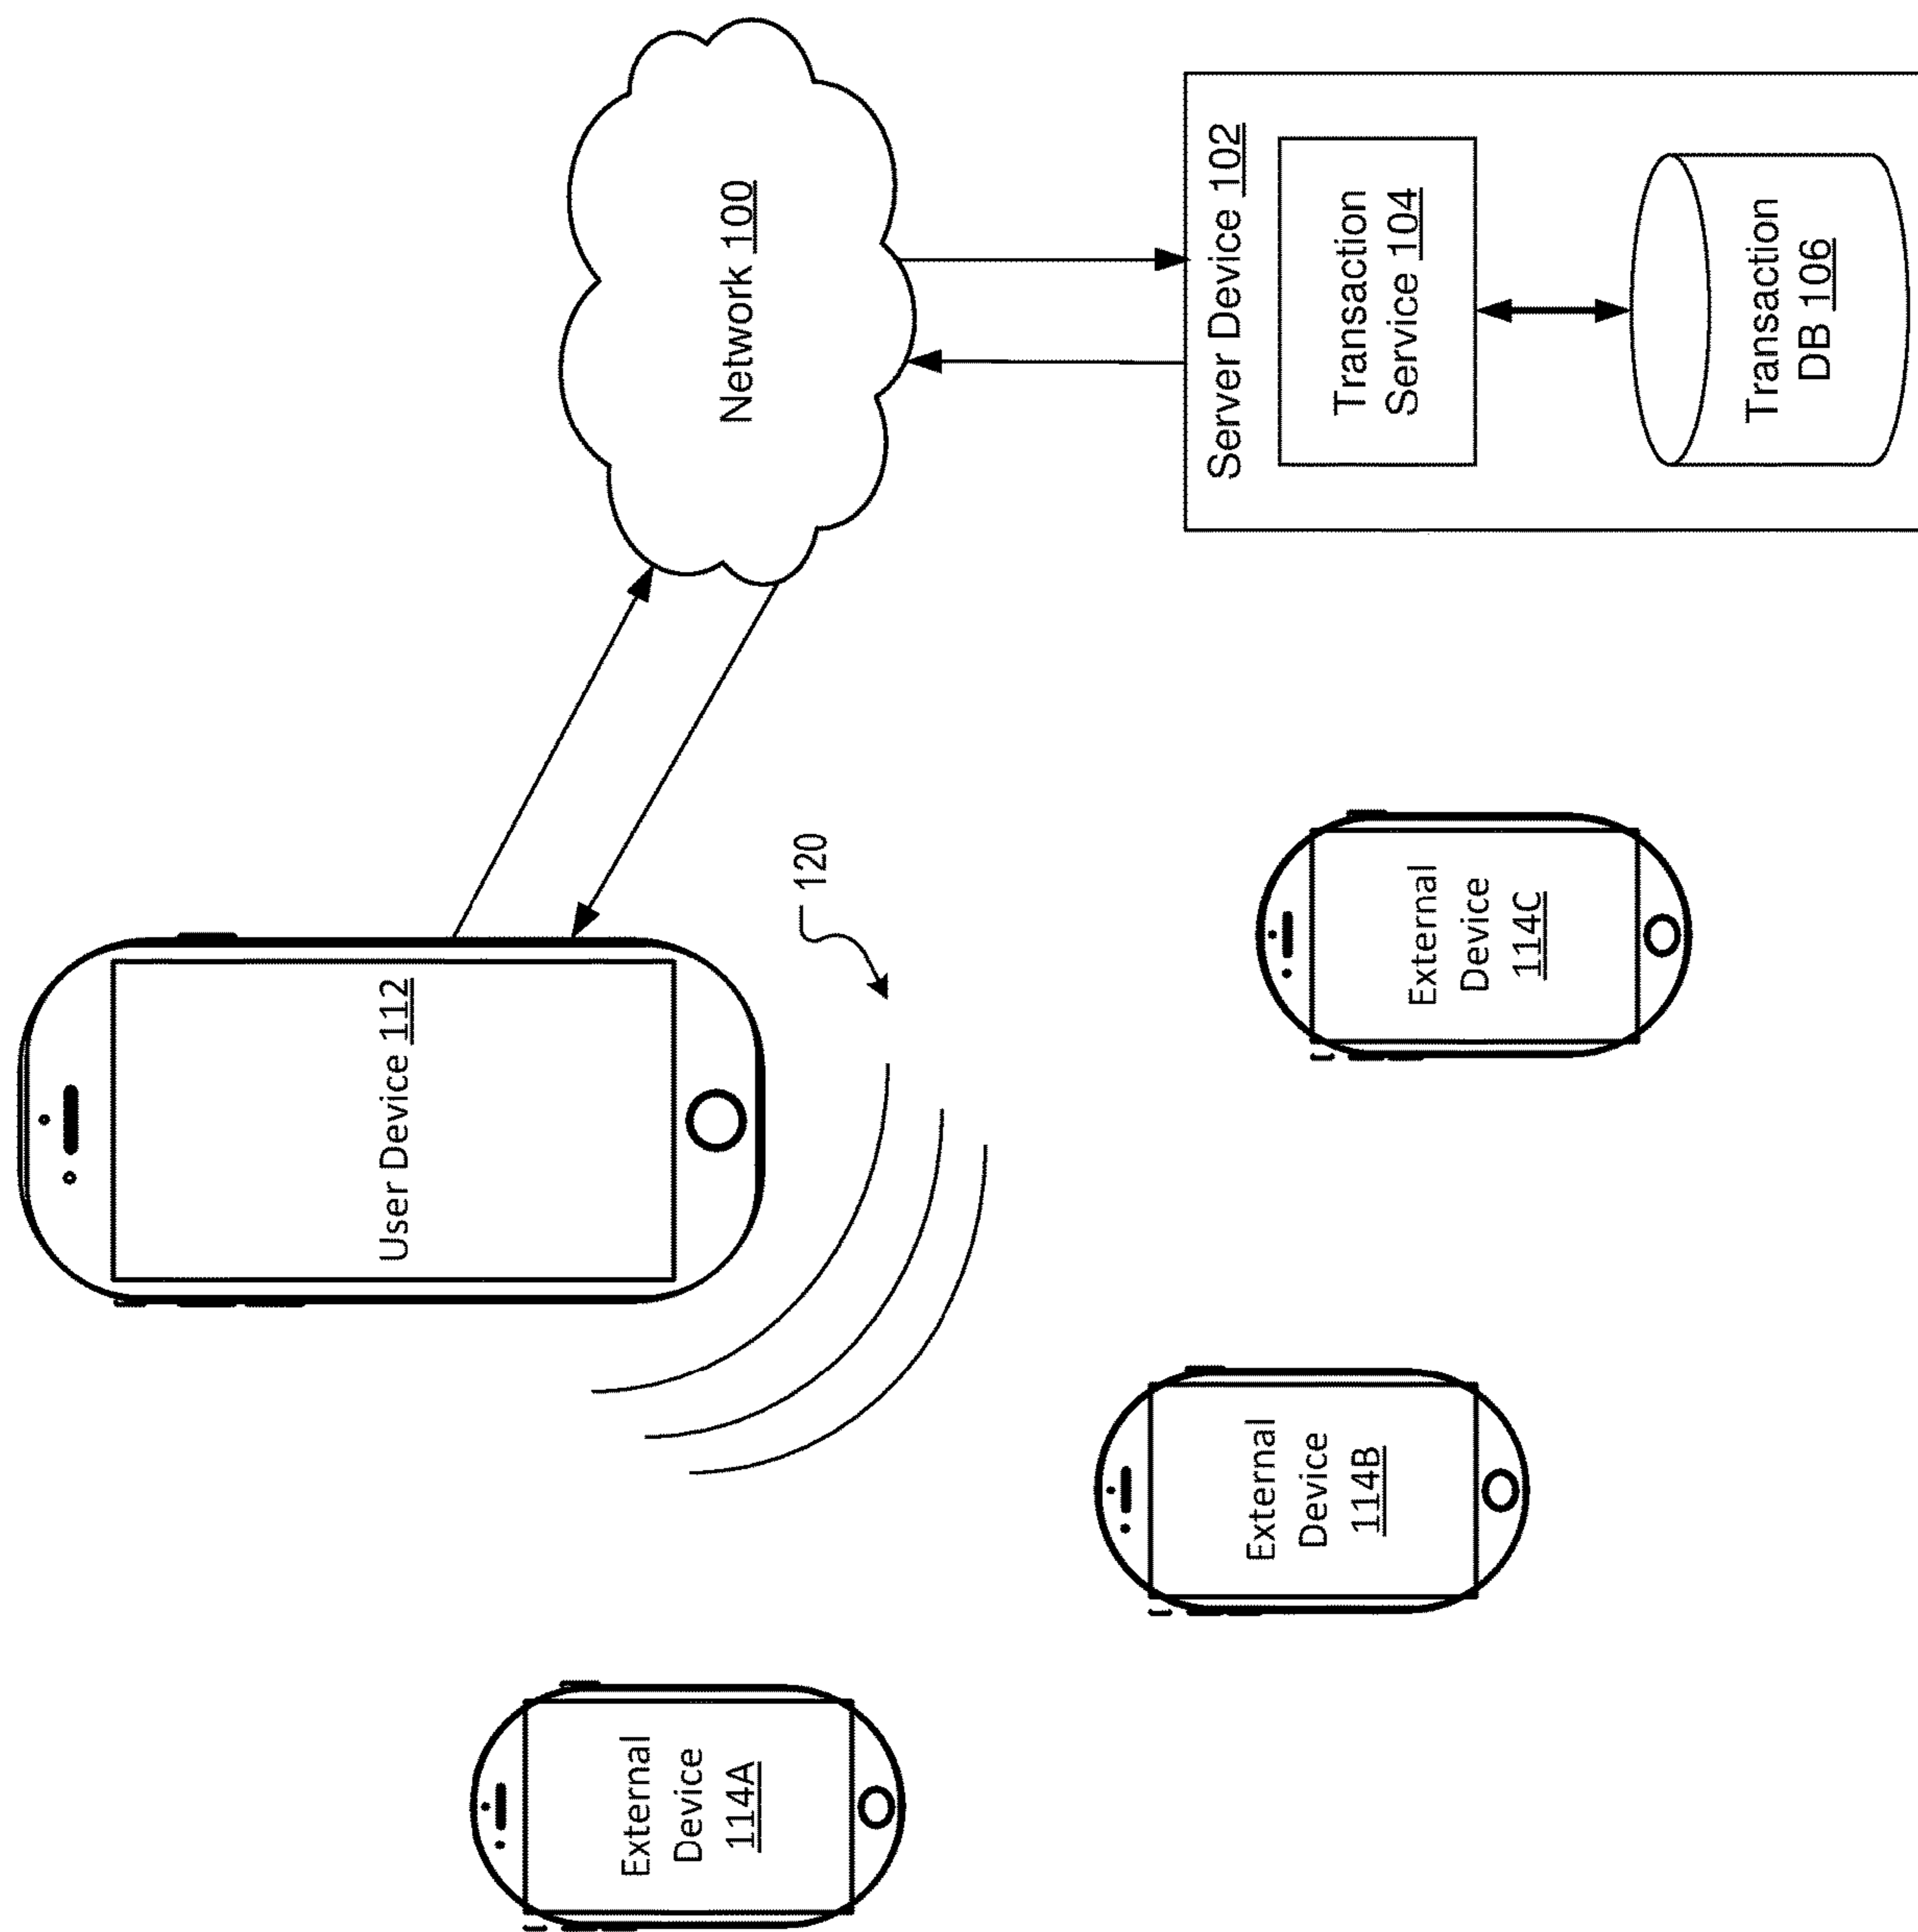 User Device 112
Network 100
120
Server Device 102
Transaction
Service 104
Transaction
DB 106
External
Device
114A
External
Device
114B
External
Device
114C